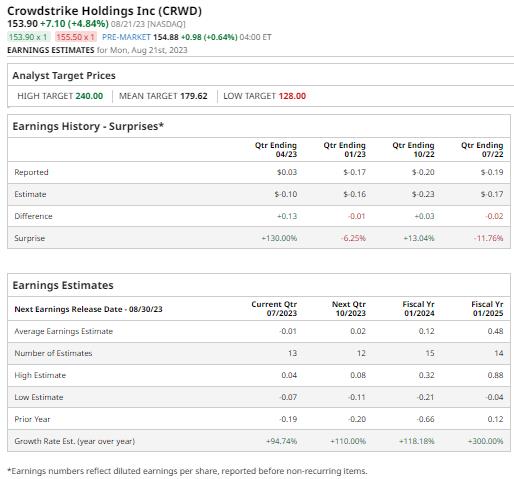 Crowdstrike Holdings Inc (CRWD)
153.90 +7.10 (+4.84%) 08/21/23 [NASDAQ]
153.90 x 1 155.50 x 1 PRE-MARKET 154.88 +0.98 (+0.64%) 04:00 ET
EARNINGS ESTIMATES for Mon, Aug 21st, 2023
Analyst Target Prices
HIGH TARGET 240.00 MEAN TARGET 179.62 LOW TARGET 128.00
Earnings History - Surprises*
Qtr Ending Qtr Ending Qtr Ending Qtr Ending
04/23 01/23 10/22 07/22
Reported $0.03 $-0.17 $-0.20 $-0.19
Estimate $-0.10 $-0.16 $-0.23 $-0.17
Difference +0.13 -0.01 +0.03 -0.02
Surprise +130.00% -6.25% +13.04% -11.76%
Earnings Estimates
Current Qtr Next Qtr Fiscal Yr Fiscal Yr
Next Earnings Release Date - 08/30/23 07/2023 10/2023 01/2024 01/2025
Average Earnings Estimate -0.01 0.02 0.12 0.48
Number of Estimates 13 12 15 14
High Estimate 0.04 0.08 0.32 0.88
Low Estimate -0.07 -0.11 -0.21 -0.04
Prior Year -0.19 -0.20 -0.66 0.12
Growth Rate Est. (year over year) +94.74% +110.00% +118.18% +300.00%
*Earnings numbers reflect diluted earnings per share, reported before non-recurring items.